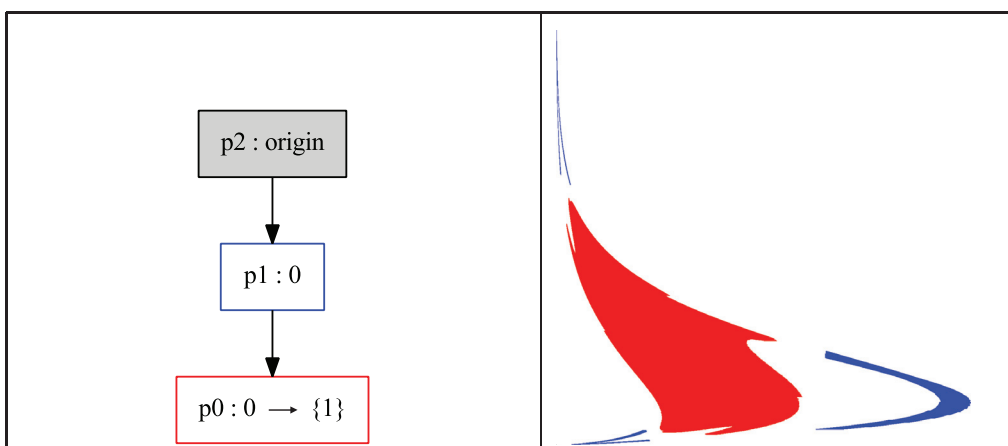 p2 : origin
p1 : 0
p0 : 0 → {1}